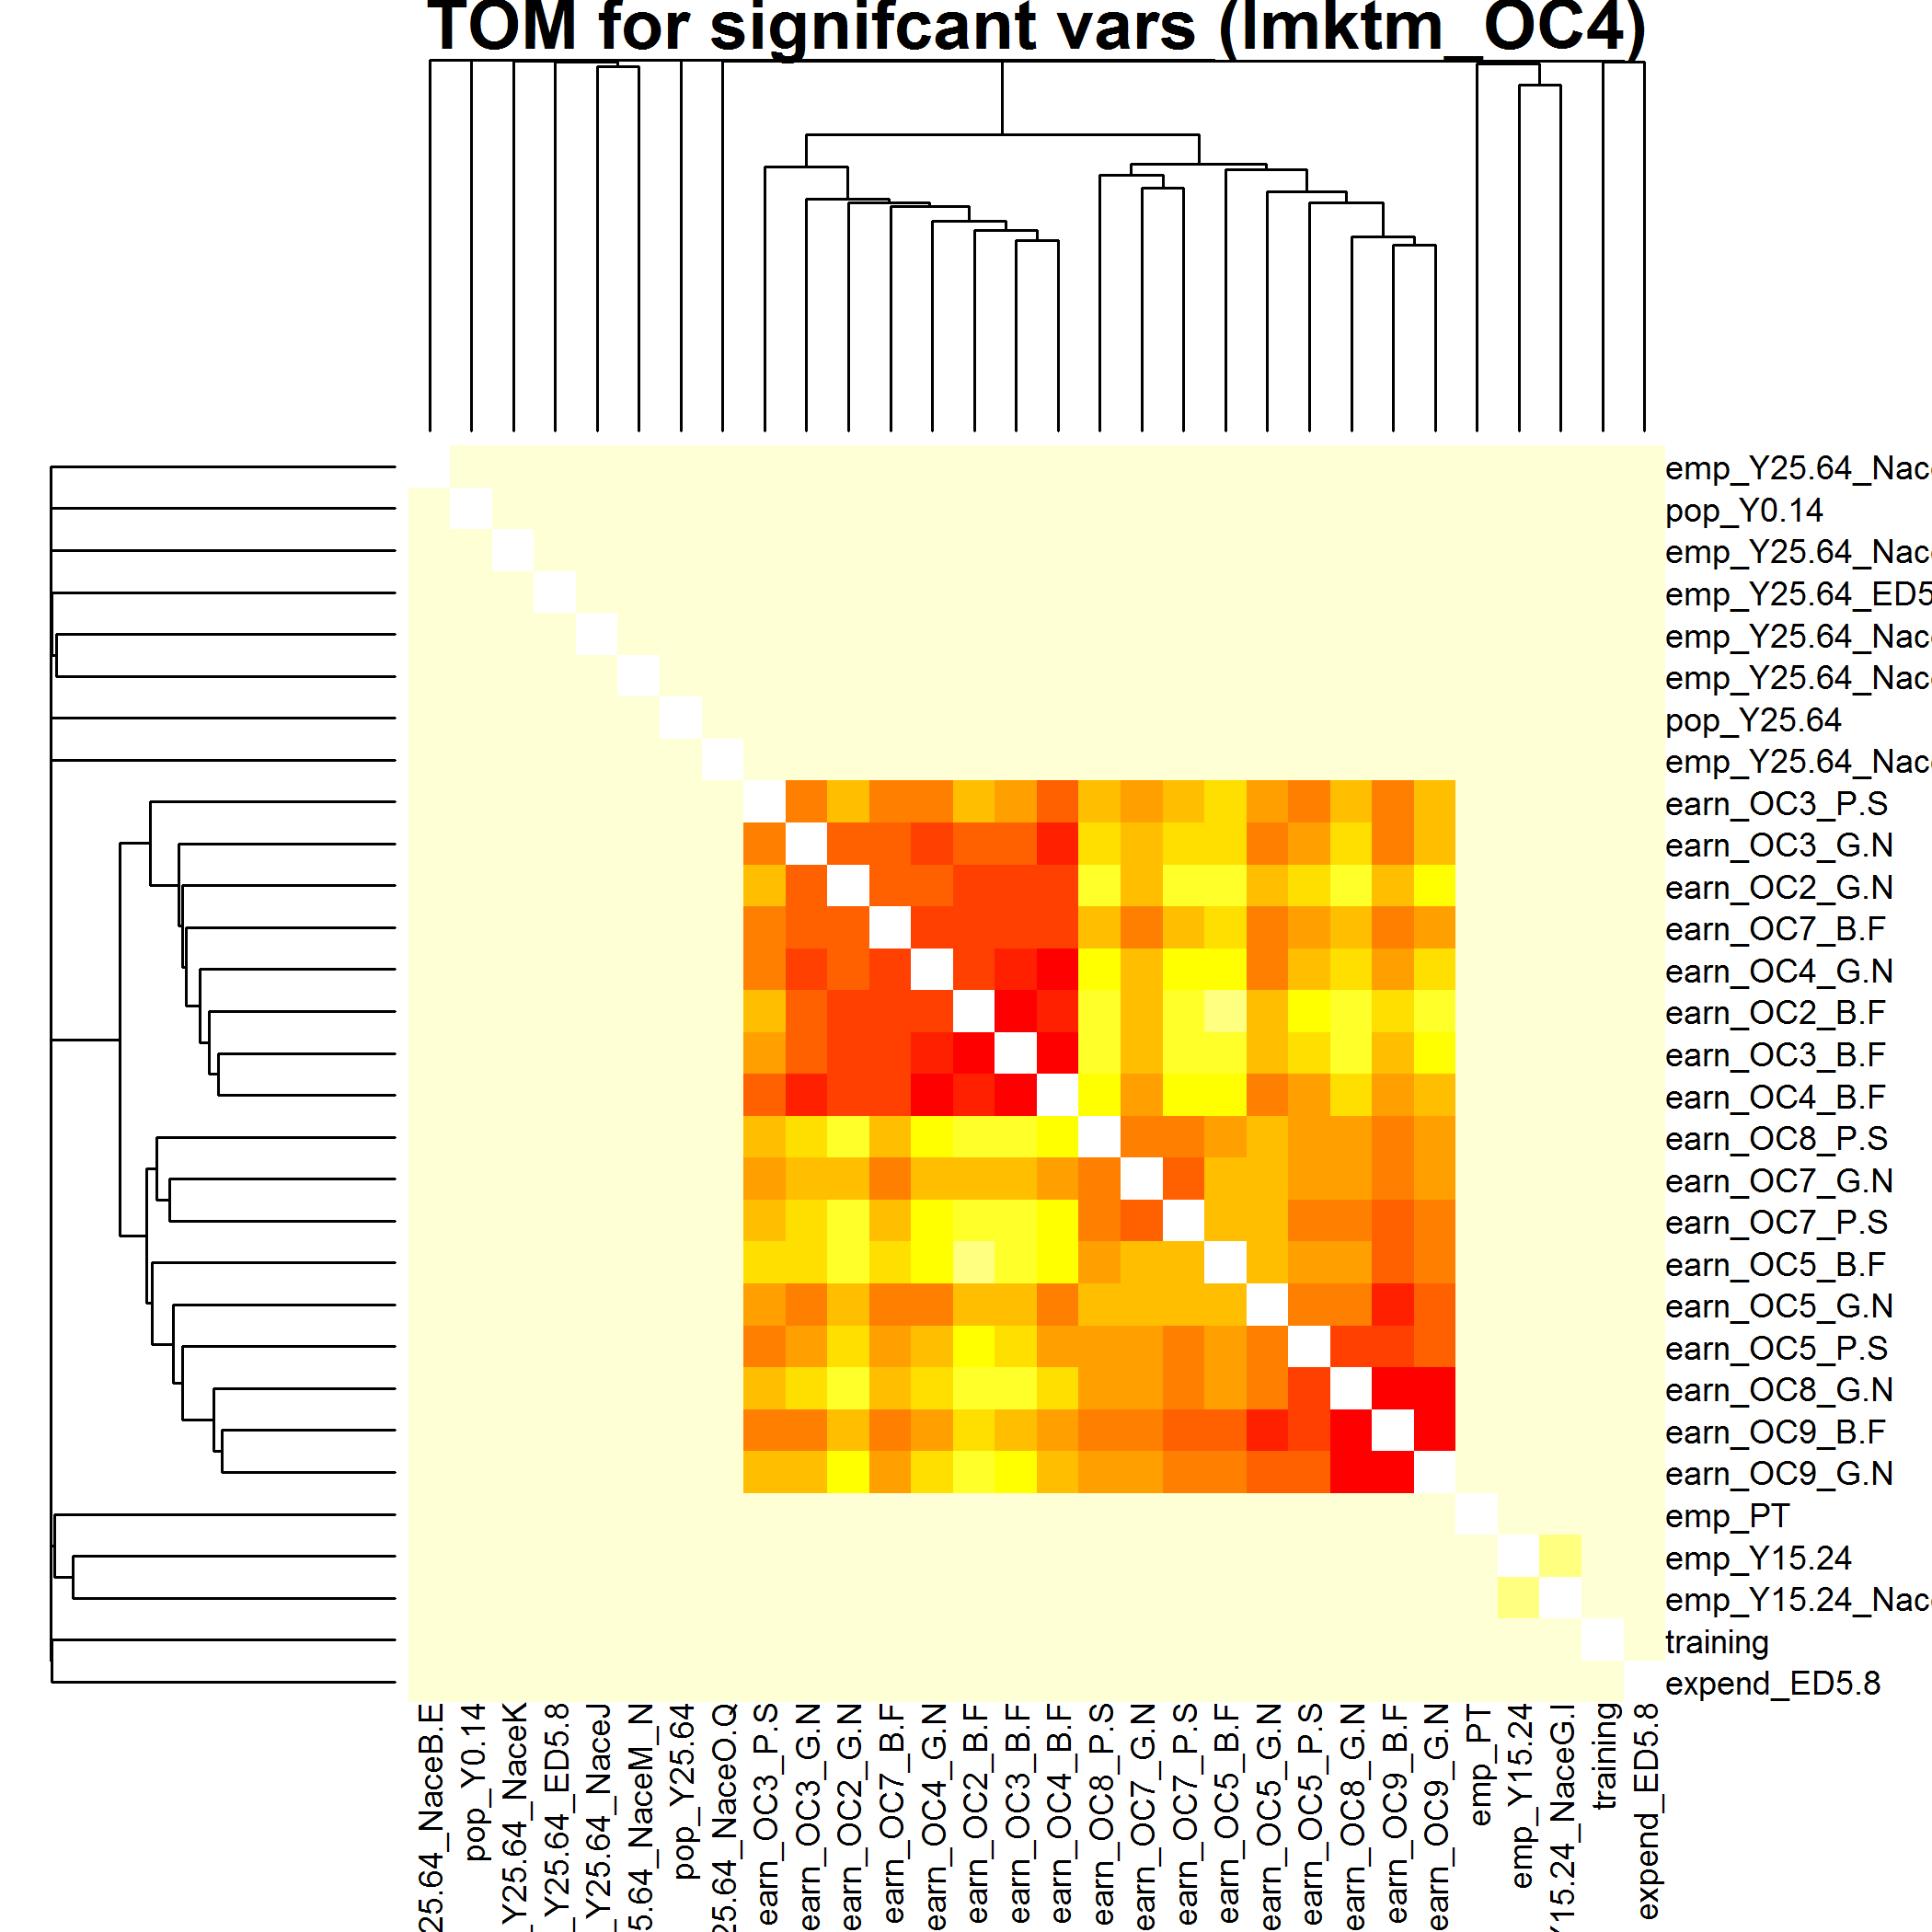 TOM for signifcant vars (lmktm_OC4)
emp_Y25.64_Nac
pop_Y0.14
emp_Y25.64_Nac
emp_Y25.64_ED5
emp_Y25.64_Nac
emp_Y25.64_Nac
pop_Y25.64
emp_Y25.64_Nac
earn_OC3_P.S
earn_OC3_G.N
earn_OC2_G.N
earn_OC7_B.F
earn_OC4_G.N
earn_OC2_B.F
earn_OC3_B.F
earn_OC4_B.F
earn_OC8_P.S
earn_OC7_G.N
earn_OC7_P.S
earn_OC5_B.F
earn_OC5_G.N
earn_OC5_P.S
earn_OC8_G.N
earn_OC9_B.F
earn_OC9_G.N
emp_PT
emp_Y15.24
emp_Y15.24_Nac
training
expend_ED5.8
25.64_NaceB.E
pop_Y0.14
_Y25.64_NaceK
_Y25.64_ED5.8
_Y25.64_NaceJ
5.64_NaceM_N
pop_Y25.64
25.64_NaceO.Q
earn_OC3_P.S
earn_OC3_G.N
earn_OC2_G.N
earn_OC7_B.F
earn_OC4_G.N
earn_OC2_B.F
earn_OC3_B.F
earn_OC4_B.F
earn_OC8_P.S
earn_OC7_G.N
earn_OC7_P.S
earn_OC5_B.F
earn_OC5_G.N
earn_OC5_P.S
earn_OC8_G.N
earn_OC9_B.F
earn_OC9_G.N
emp_PT
emp_Y15.24
Y15.24_NaceG.I
training
expend_ED5.8